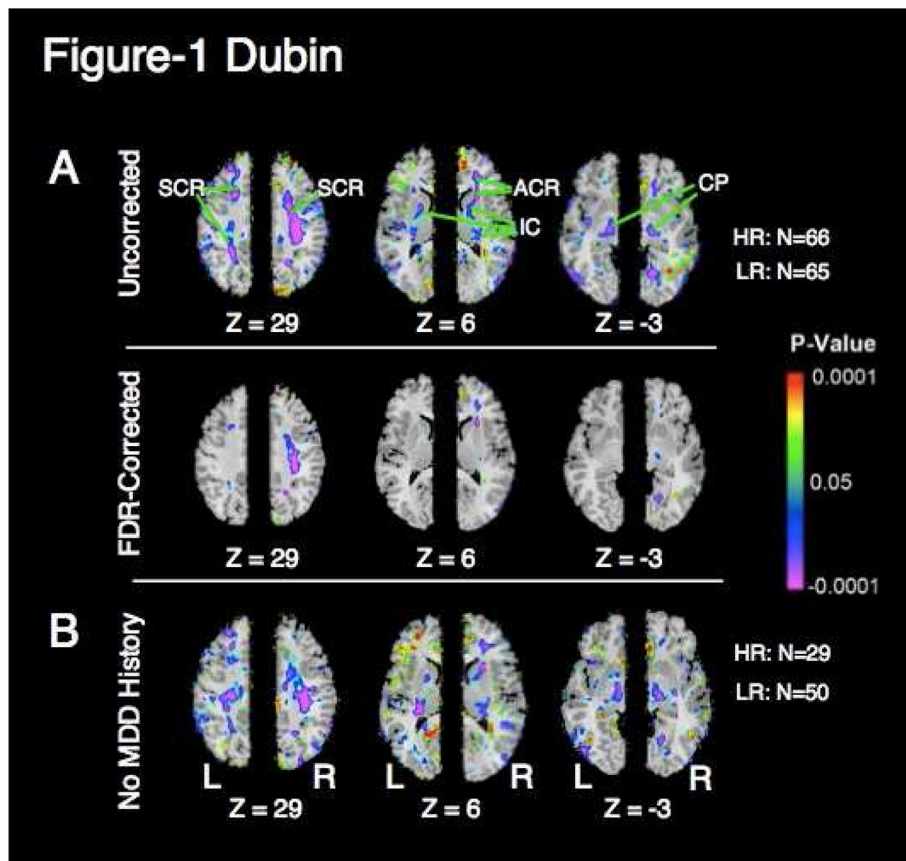 Figure-1 Dubin
A
Uncorrected
SCR
SCR
ACR
IC
CP
HR: N=66
LR: N=65
Z = 29
Z = 6
Z = -3
P-Value
0.0001
0.05
-0.0001
FDR-Corrected
Z = 29
Z = 6
Z = -3
B
No MDD History
HR: N=29
LR: N=50
L
R
L
R
L
R
Z = 29
Z = 6
Z = -3